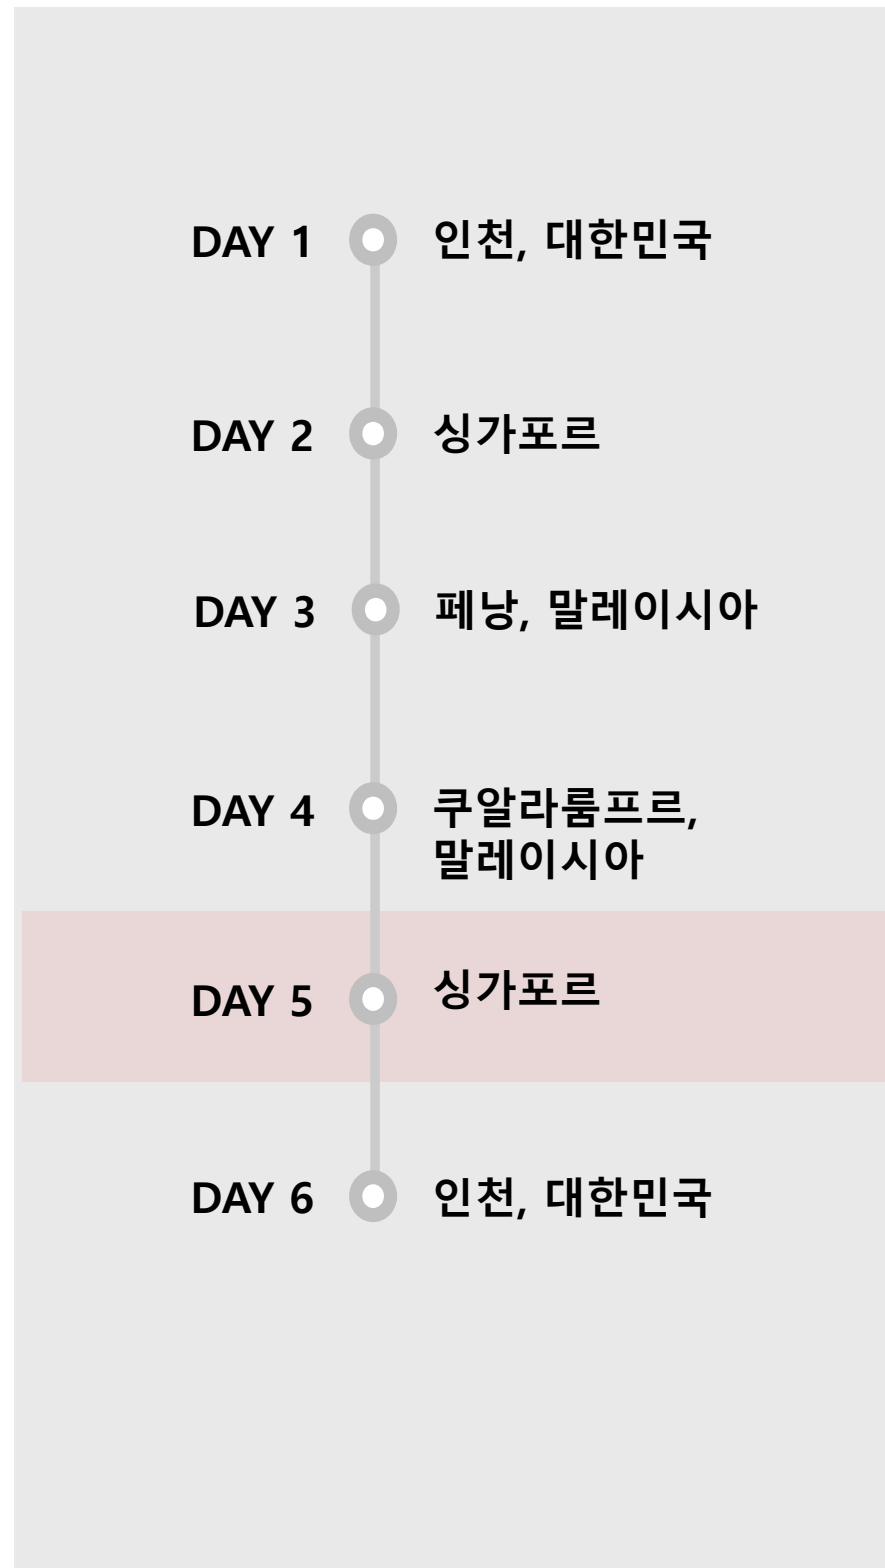 DAY 1 인천, 대한민국
DAY 2 싱가포르
DAY 3 페낭, 말레이시아
DAY 4 쿠알라룸프르,
말레이시아
DAY 5 싱가포르
DAY 6 인천, 대한민국